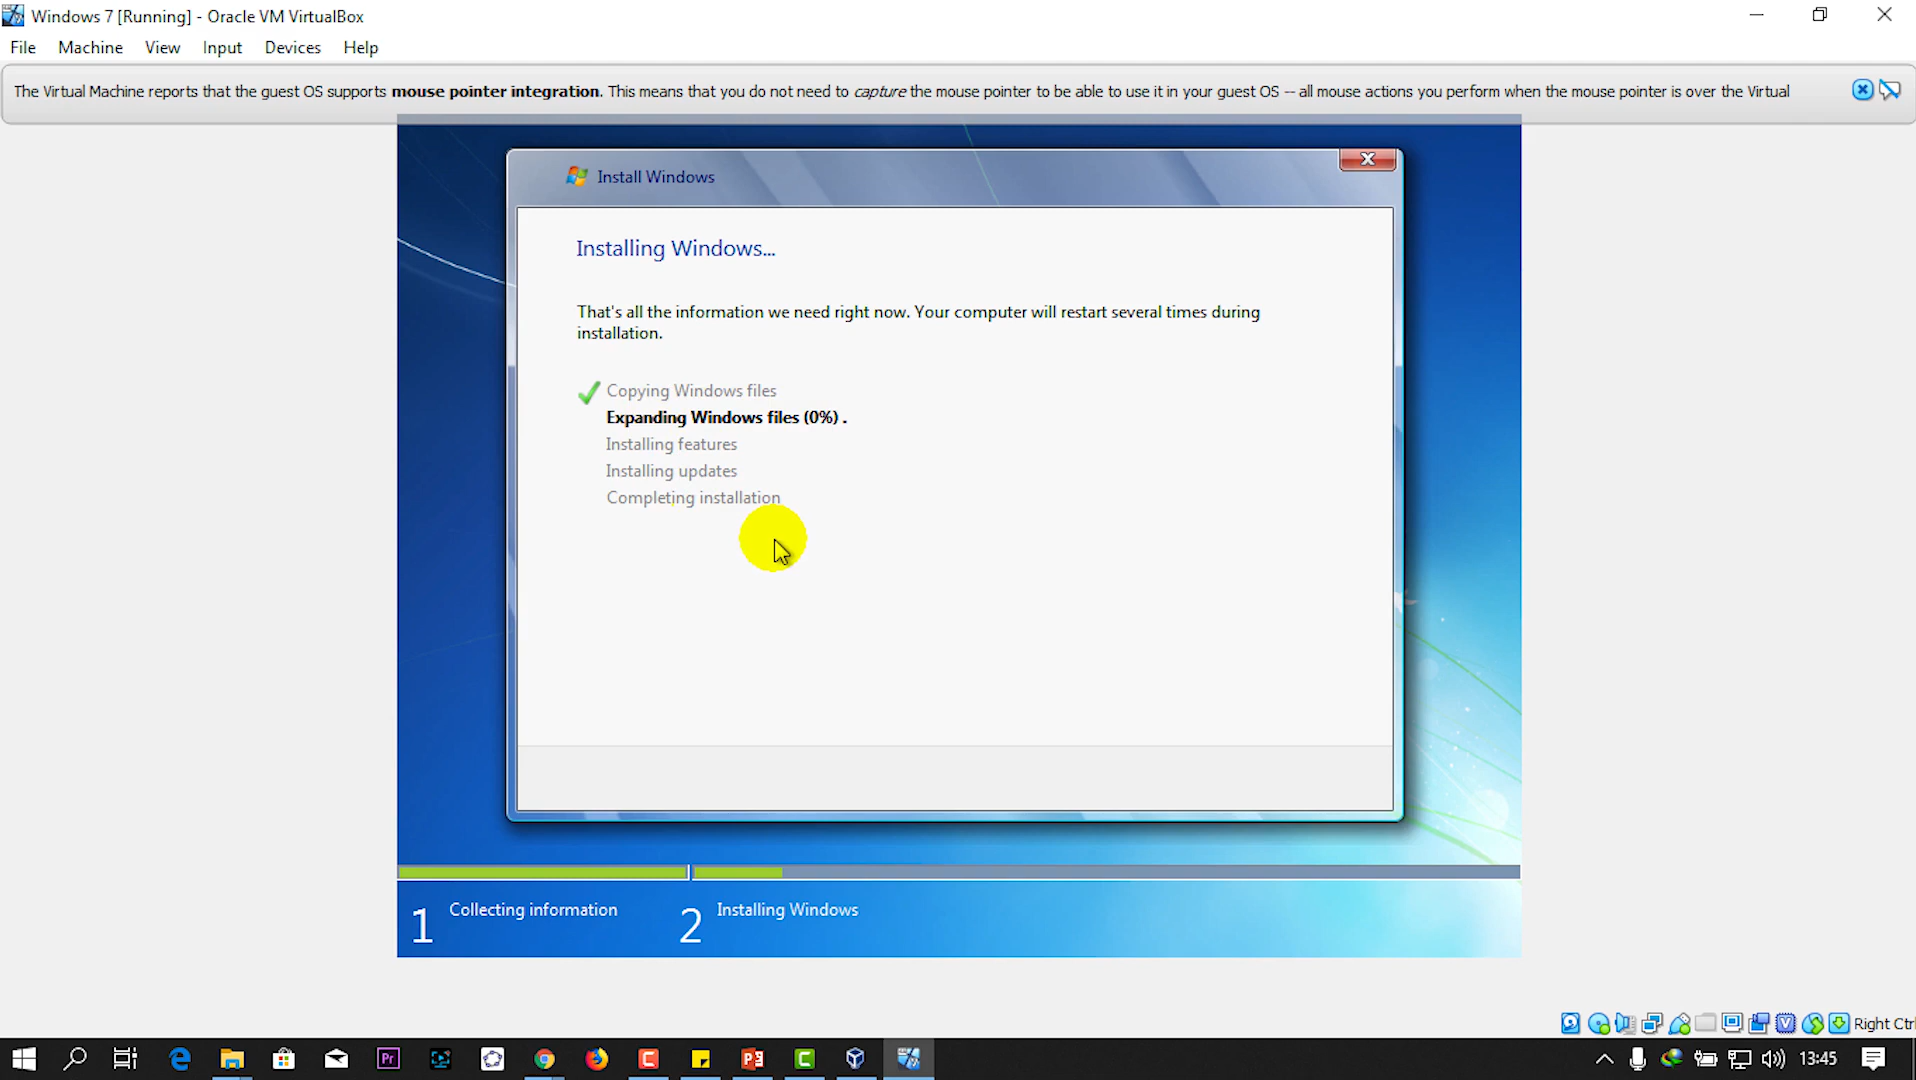 Windows 7 [Running] - Oracle VM VirtualBox
File Machine View Input Devices Help
The Virtual Machine reports that the guest OS supports mouse pointer integration. This means that you do not need to capture the mouse pointer to be able to use it in your guest OS -- all mouse actions you perform when the mouse pointer is over the Virtual
Install Windows
Installing Windows...
That's all the information we need right now. Your computer will restart several times during
installation.
Copying Windows files
Expanding Windows files (0%) .
Installing features
Installing updates
Completing installation
1 Collecting information 2 Installing Windows
Right Ctrl
Pr
13:45